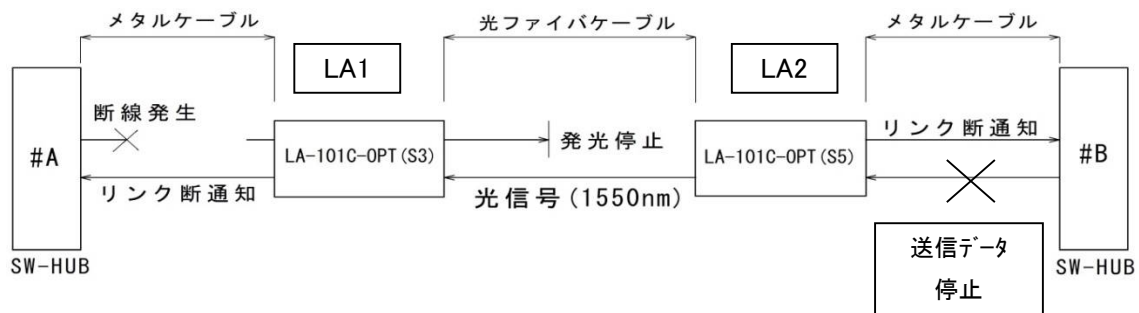 メタルケーブル
光ファイバケーブル
メタルケーブル
LA1
LA2
断線発生
#A
LA-101C-OPT(S3)
発光停止
LA-101C-OPT(S5)
リンク断通知
#B
リンク断通知
光信号(1550nm)
SW-HUB
送信ﾃﾞｰﾀ
停止
SW-HUB